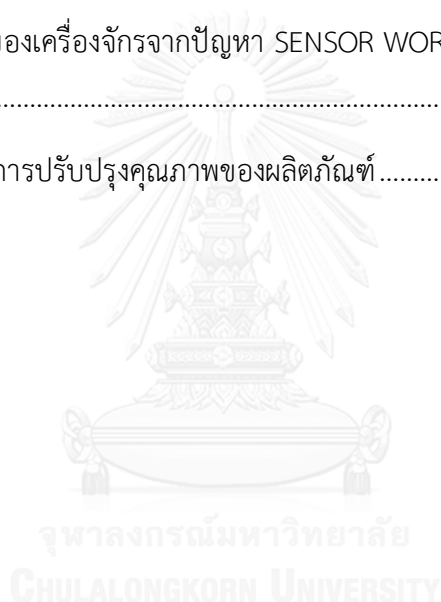 ของเครื่องจักรจากปัญหา SENSOR WOR
................................................................................
การปรับปรุงคุณภาพของผลิตภัณฑ์.........
จุฬาลงกรณ์มหาวิทยาลัย
CHULALONGKORN UNIVERSITY